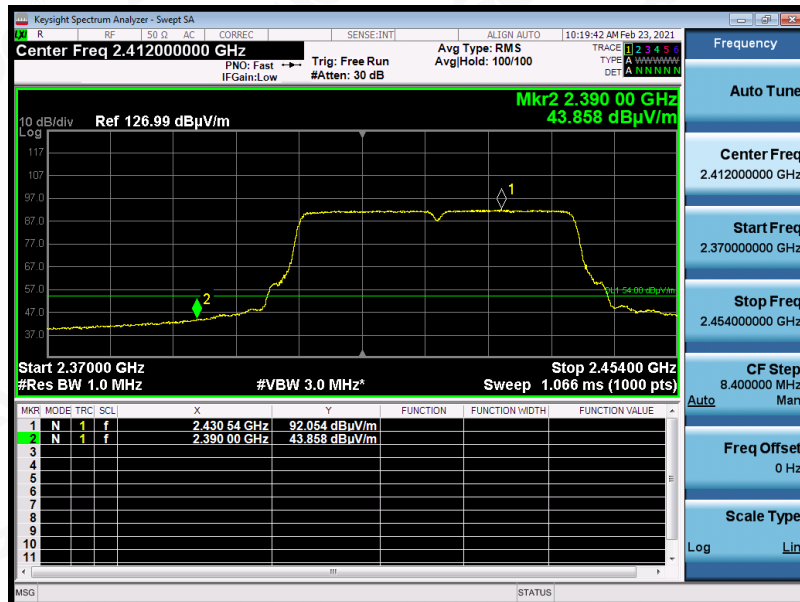 Keysight Spectrum Analyzer - Swept SA
LXI R RF 50 Ω AC CORREC SENSE:INT ALIGN AUTO 10:19:42 AM Feb 23, 2021
Center Freq 2.412000000 GHz
PNO: Fast
IFGain:Low
Trig: Free Run
#Atten: 30 dB
Avg Type: RMS
Avg|Hold: 100/100
TRACE 1 2 3 4 5 6
TYPE A WWWWW
DET A N N N N N
Mkr2 2.390 00 GHz
43.858 dBµV/m
10 dB/div Ref 126.99 dBµV/m
Log
117
107
97.0
87.0
77.0
67.0
57.0
47.0
37.0
1
2
DL1 54.00 dBµV/m
Start 2.37000 GHz Stop 2.45400 GHz
#Res BW 1.0 MHz #VBW 3.0 MHz* Sweep 1.066 ms (1000 pts)
MKR MODE TRC SCL X Y FUNCTION FUNCTION WIDTH FUNCTION VALUE
1 N 1 f 2.430 54 GHz 92.054 dBµV/m
2 N 1 f 2.390 00 GHz 43.858 dBµV/m
3
4
5
6
7
8
9
10
11
MSG STATUS
Frequency
Auto Tune
Center Freq
2.412000000 GHz
Start Freq
2.370000000 GHz
Stop Freq
2.454000000 GHz
CF Step
8.400000 MHz
Auto Man
Freq Offset
0 Hz
Scale Type
Log Lin